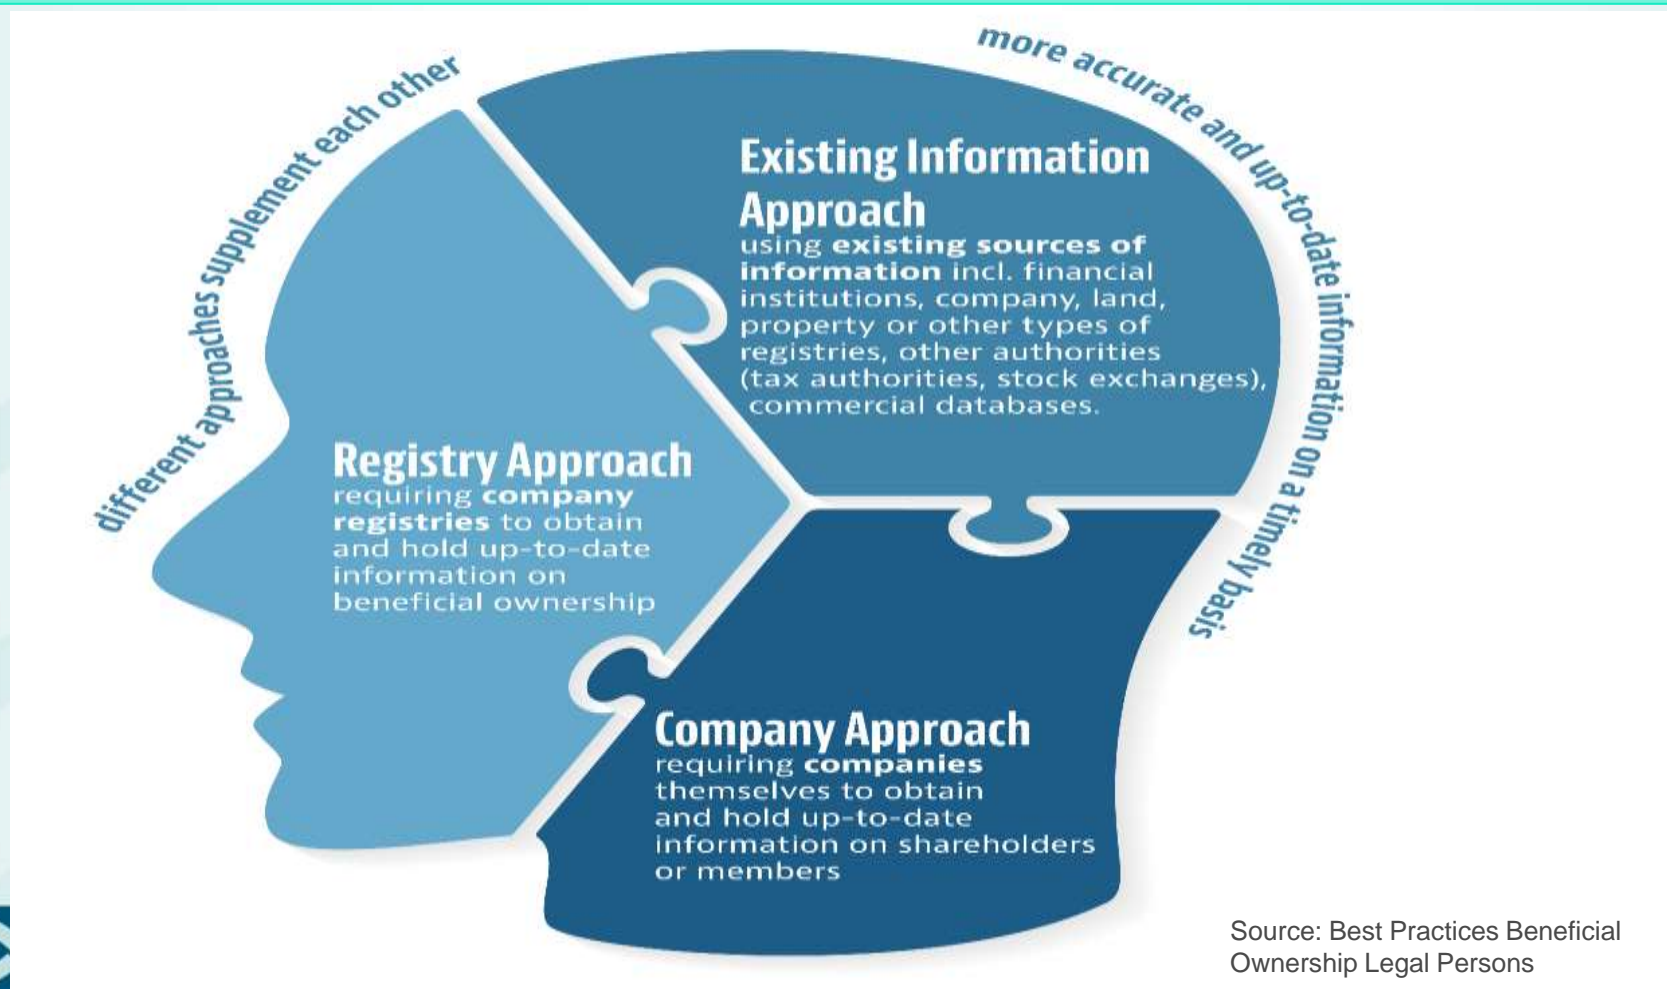 different approaches supplement each other
more accurate and up-to-date information on a timely basis
Existing Information
Approach
using existing sources of
information incl. financial
institutions, company, land,
property or other types of
registries, other authorities
(tax authorities, stock exchanges),
commercial databases.
Registry Approach
requiring company
registries to obtain
and hold up-to-date
information on
beneficial ownership
Company Approach
requiring companies
themselves to obtain
and hold up-to-date
information on shareholders
or members
Source: Best Practices Beneficial
Ownership Legal Persons